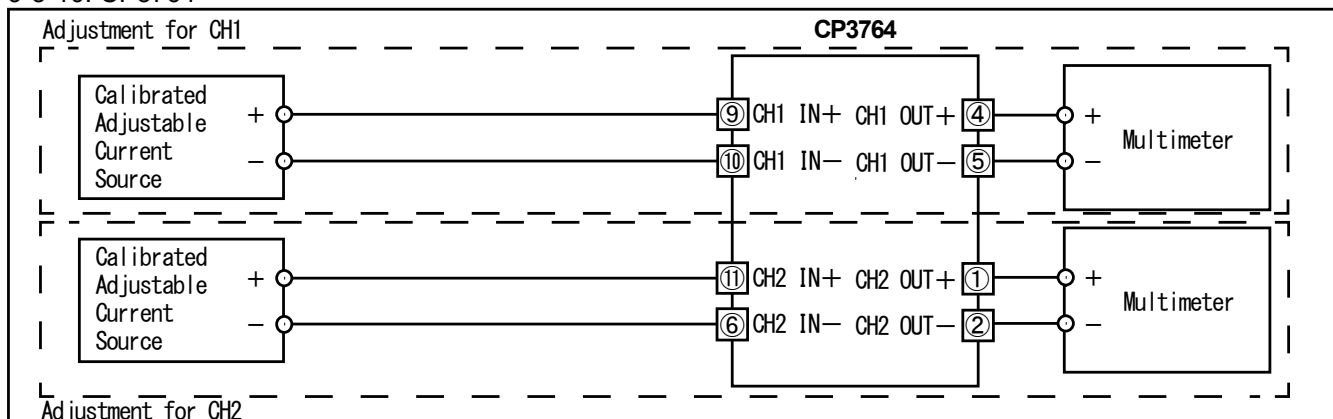 Adjustment for CH1
CP3764
Calibrated
Adjustable
Current
Source
+
−
⑨ CH1 IN+ CH1 OUT+ ④
⑩ CH1 IN− CH1 OUT− ⑤
+
−
Multimeter
Calibrated
Adjustable
Current
Source
+
−
⑪ CH2 IN+ CH2 OUT+ ①
⑥ CH2 IN− CH2 OUT− ②
+
−
Multimeter
Adjustment for CH2